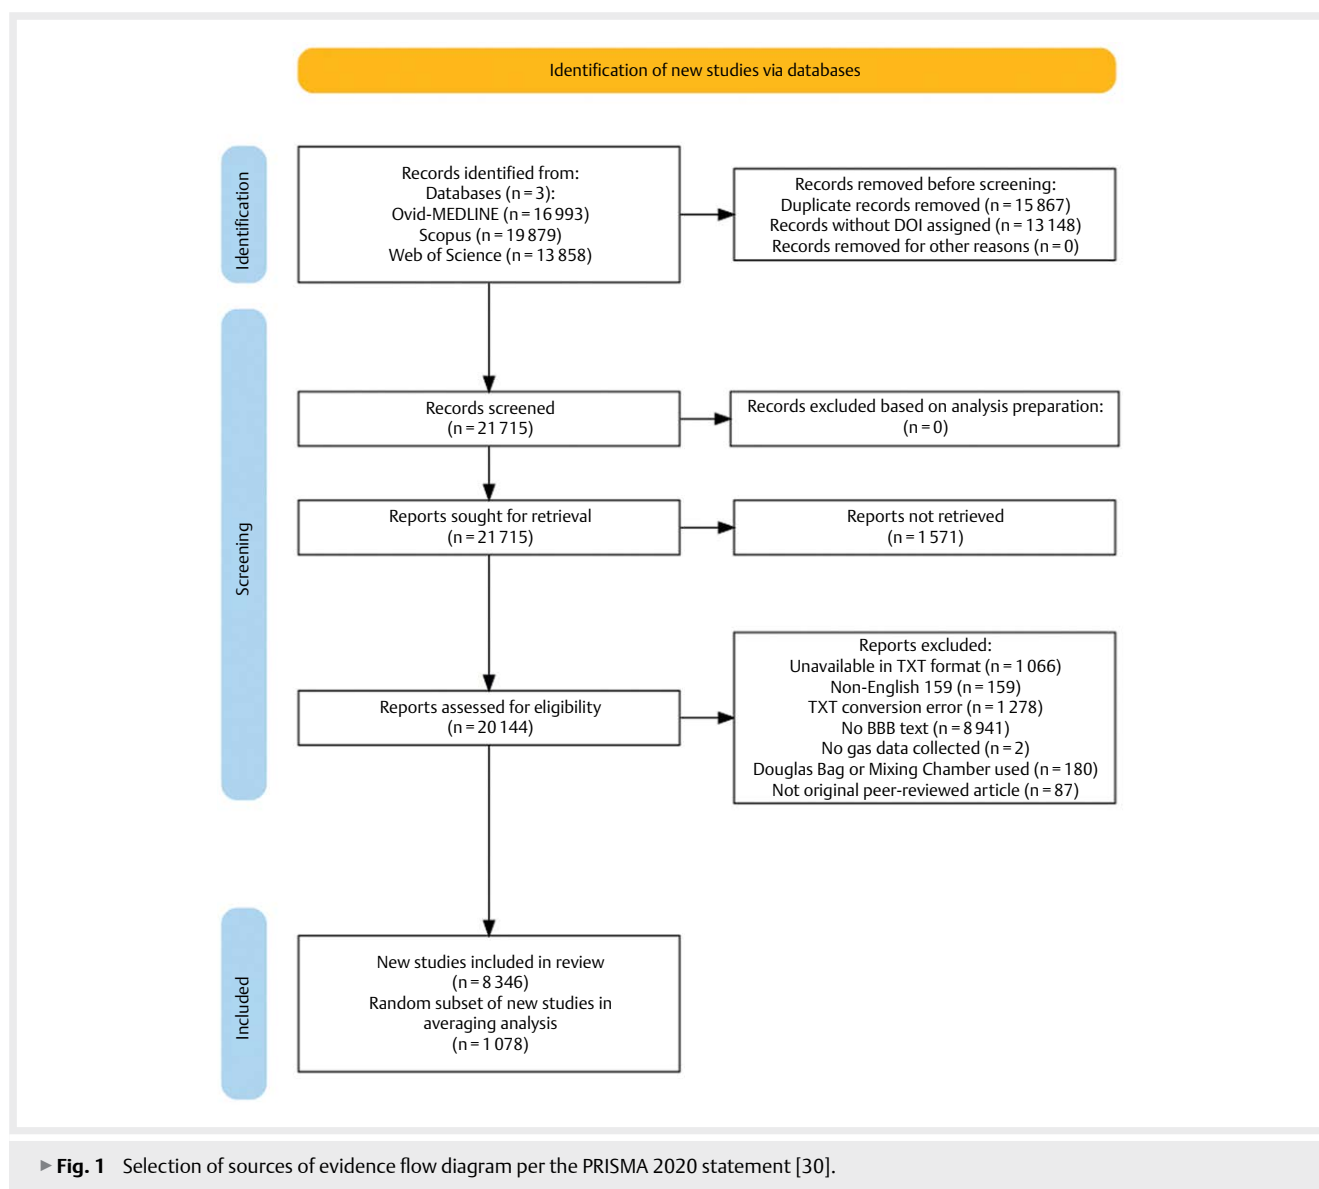 Identification of new studies via databases
Identification
Records identified from:
Databases (n = 3):
Ovid-MEDLINE (n = 16 993)
Scopus (n = 19 879)
Web of Science (n = 13 858)
Records removed before screening:
Duplicate records removed (n = 15 867)
Records without DOI assigned (n = 13 148)
Records removed for other reasons (n = 0)
Screening
Records screened
(n = 21 715)
Records excluded based on analysis preparation:
(n = 0)
Reports sought for retrieval
(n = 21 715)
Reports not retrieved
(n = 1 571)
Reports assessed for eligibility
(n = 20 144)
Reports excluded:
Unavailable in TXT format (n = 1 066)
Non-English 159 (n = 159)
TXT conversion error (n = 1 278)
No BBB text (n = 8 941)
No gas data collected (n = 2)
Douglas Bag or Mixing Chamber used (n = 180)
Not original peer-reviewed article (n = 87)
Included
New studies included in review
(n = 8 346)
Random subset of new studies in
averaging analysis
(n = 1 078)
▶ Fig. 1 Selection of sources of evidence flow diagram per the PRISMA 2020 statement [30].